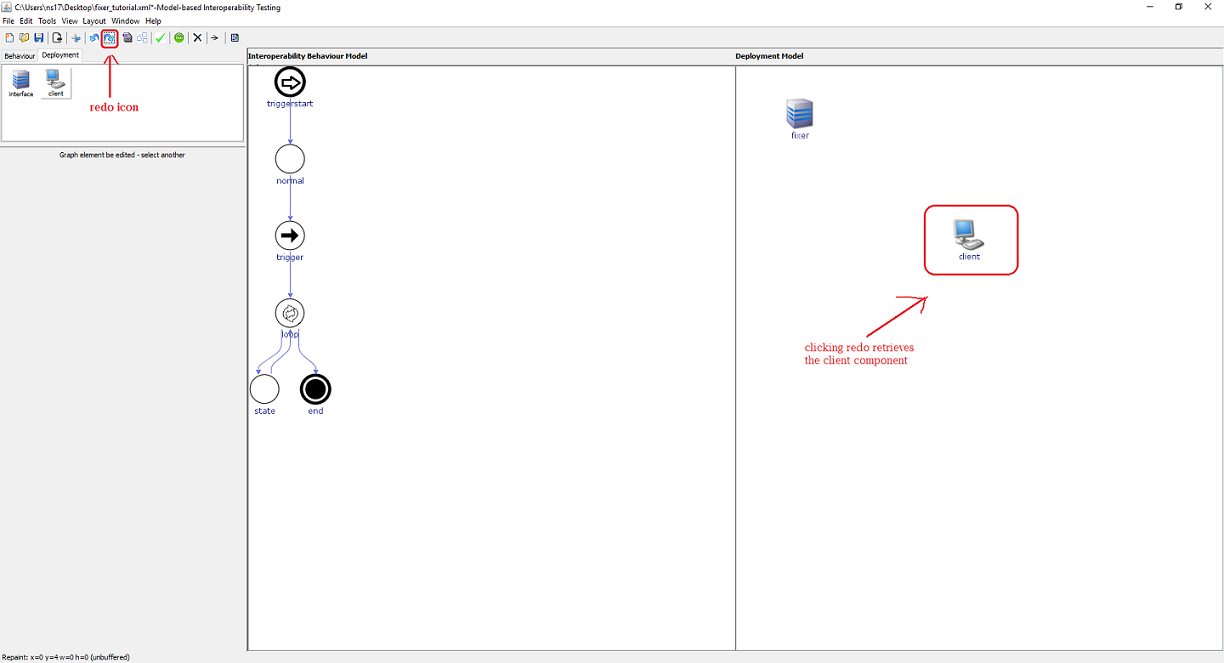 C:\Users\ns17\Desktop\fixer_tutorial.xml*-Model-based Interoperability Testing
File Edit Tools View Layout Window Help
Behaviour Deployment
interface client
redo icon
Graph element be edited - select another
Interoperability Behaviour Model
triggerstart
normal
trigger
loop
state end
Deployment Model
fixer
client
clicking redo retrieves
the client component
Repaint: x=0 y=4 w=0 h=0 (unbuffered)